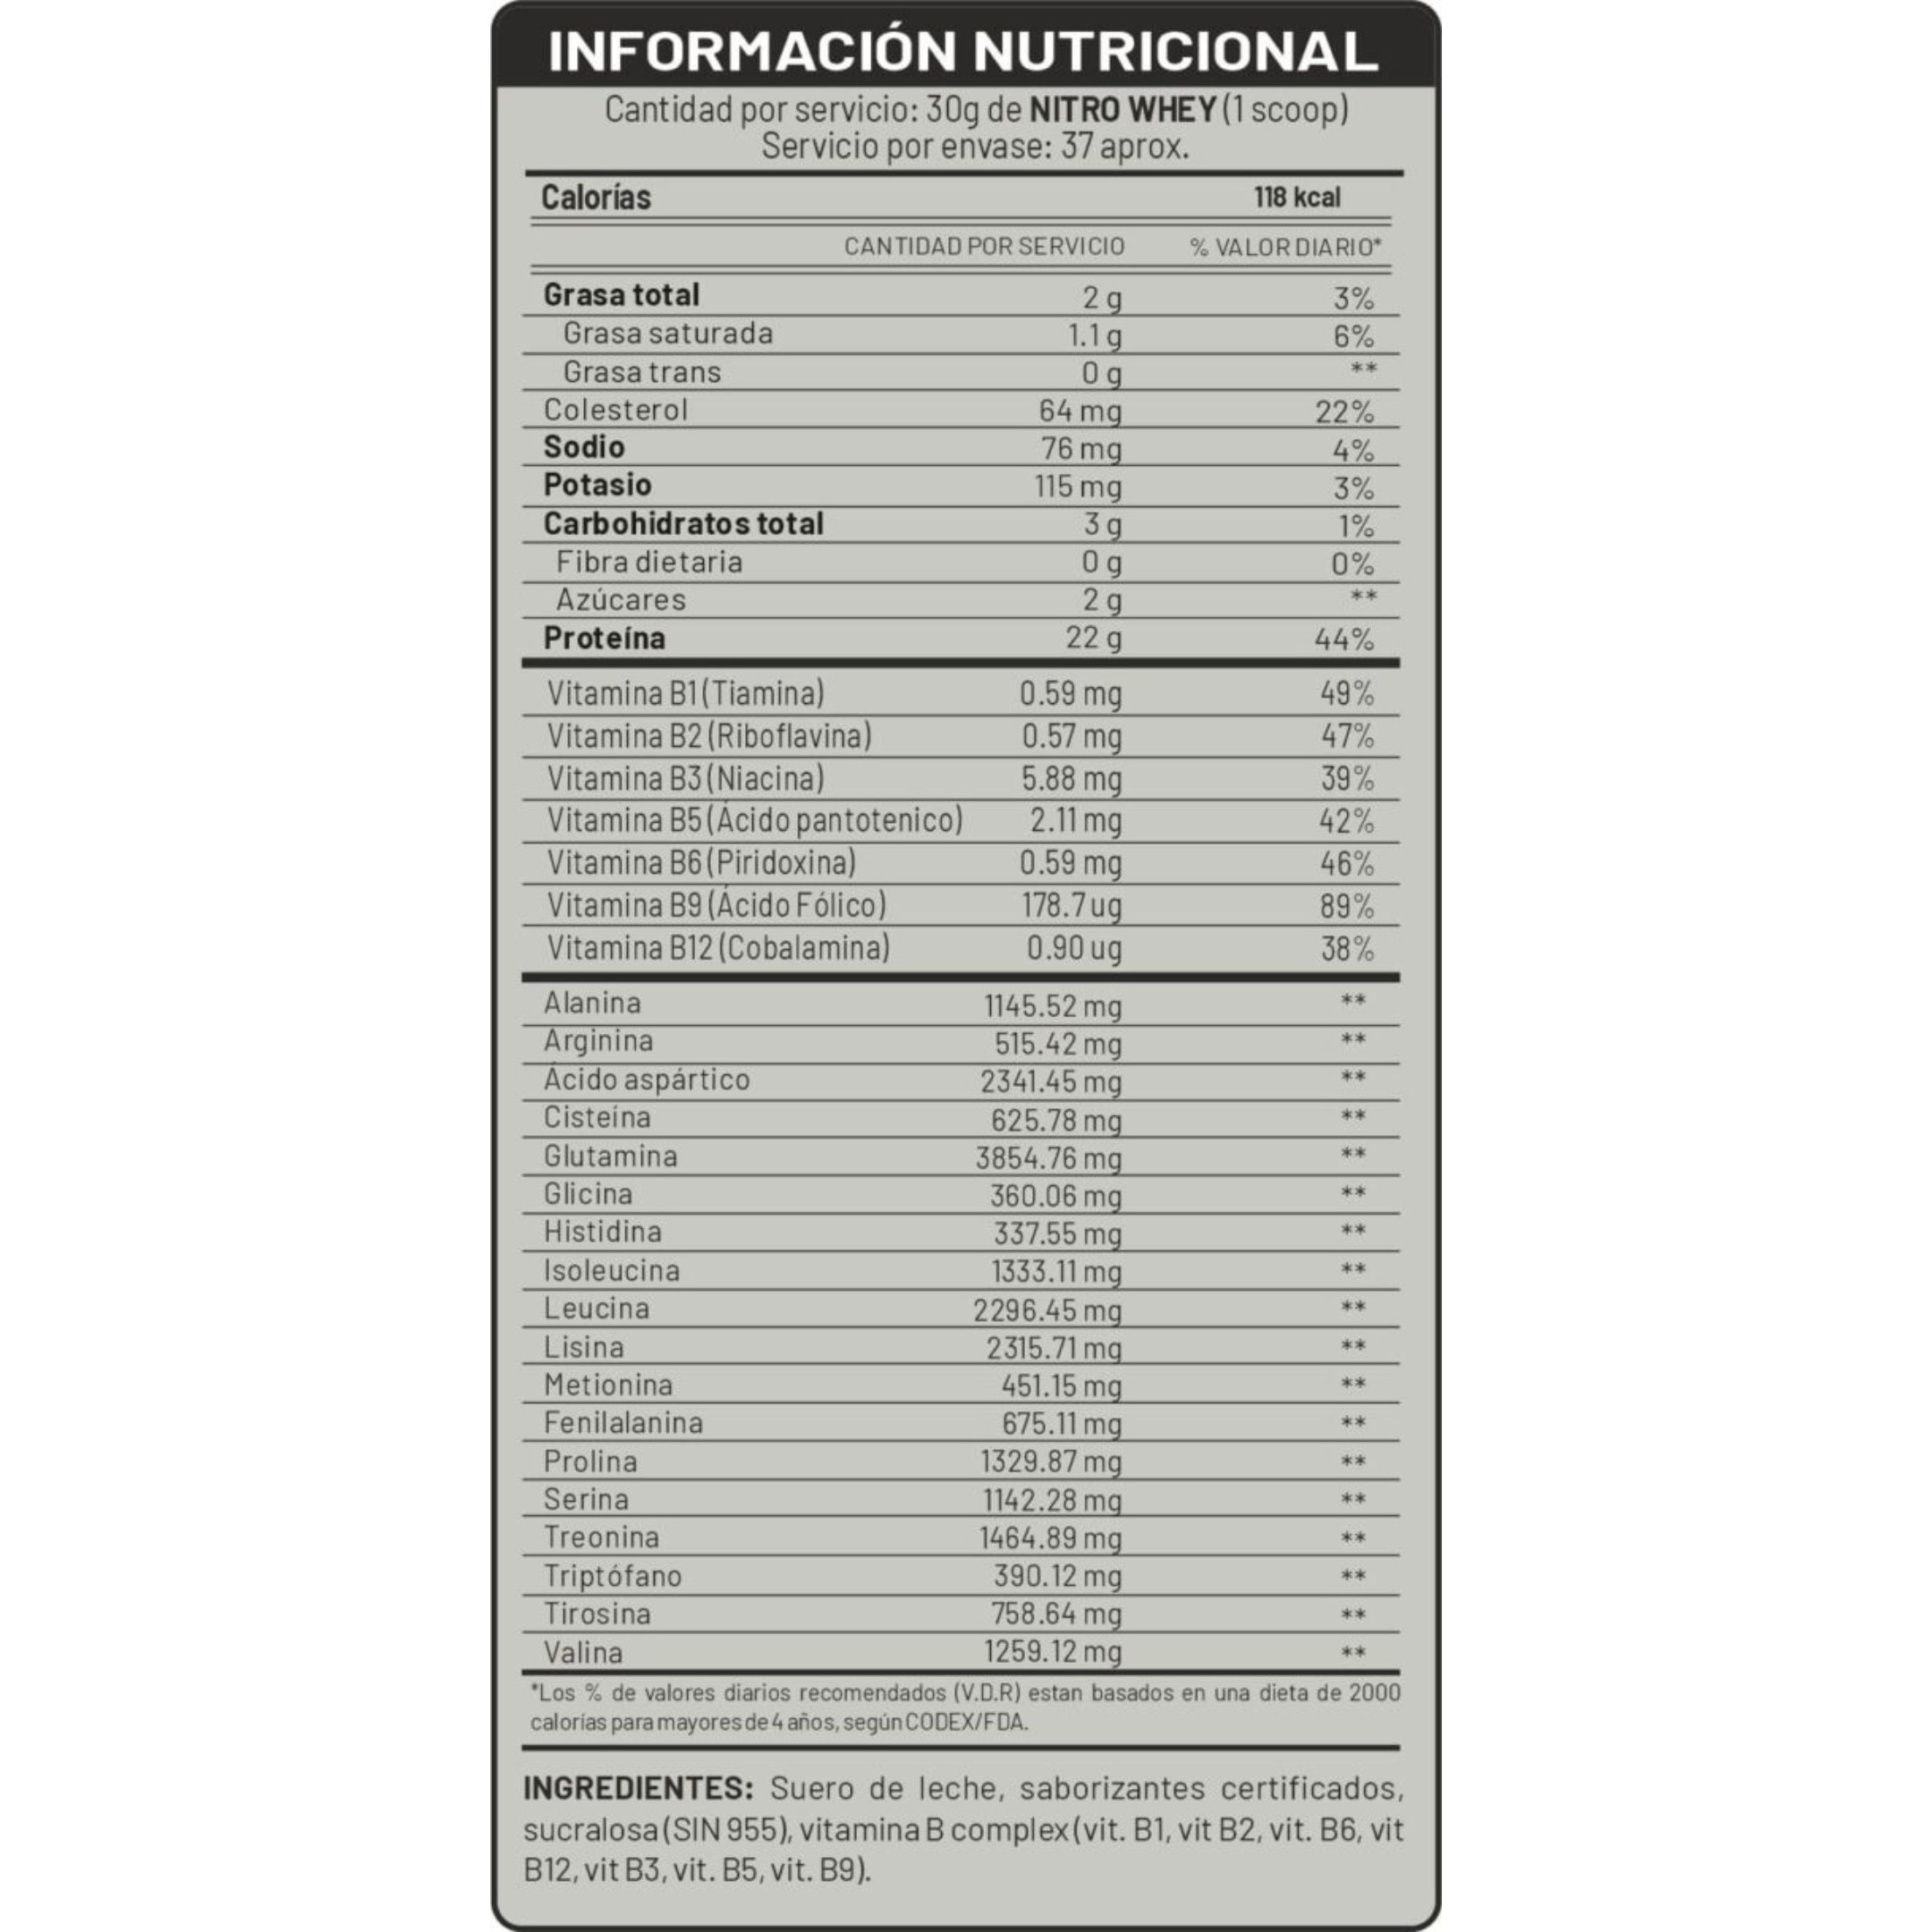 INFORMACIÓN NUTRICIONAL
Cantidad por servicio: 30g de NITRO WHEY (1 scoop)
Servicio por envase: 37 aprox.
Calorías 118 kcal
CANTIDAD POR SERVICIO % VALOR DIARIO*
Grasa total 2 g 3%
Grasa saturada 1.1 g 6%
Grasa trans 0 g **
Colesterol 64 mg 22%
Sodio 76 mg 4%
Potasio 115 mg 3%
Carbohidratos total 3 g 1%
Fibra dietaria 0 g 0%
Azúcares 2 g **
Proteína 22 g 44%
Vitamina B1 (Tiamina) 0.59 mg 49%
Vitamina B2 (Riboflavina) 0.57 mg 47%
Vitamina B3 (Niacina) 5.88 mg 39%
Vitamina B5 (Ácido pantotenico) 2.11 mg 42%
Vitamina B6 (Piridoxina) 0.59 mg 46%
Vitamina B9 (Ácido Fólico) 178.7 ug 89%
Vitamina B12 (Cobalamina) 0.90 ug 38%
Alanina 1145.52 mg **
Arginina 515.42 mg **
Ácido aspártico 2341.45 mg **
Cisteína 625.78 mg **
Glutamina 3854.76 mg **
Glicina 360.06 mg **
Histidina 337.55 mg **
Isoleucina 1333.11 mg **
Leucina 2296.45 mg **
Lisina 2315.71 mg **
Metionina 451.15 mg **
Fenilalanina 675.11 mg **
Prolina 1329.87 mg **
Serina 1142.28 mg **
Treonina 1464.89 mg **
Triptófano 390.12 mg **
Tirosina 758.64 mg **
Valina 1259.12 mg **
*Los % de valores diarios recomendados (V.D.R) estan basados en una dieta de 2000
calorías para mayores de 4 años, según CODEX/FDA.
INGREDIENTES: Suero de leche, saborizantes certificados,
sucralosa (SIN 955), vitamina B complex (vit. B1, vit B2, vit. B6, vit
B12, vit B3, vit. B5, vit. B9).